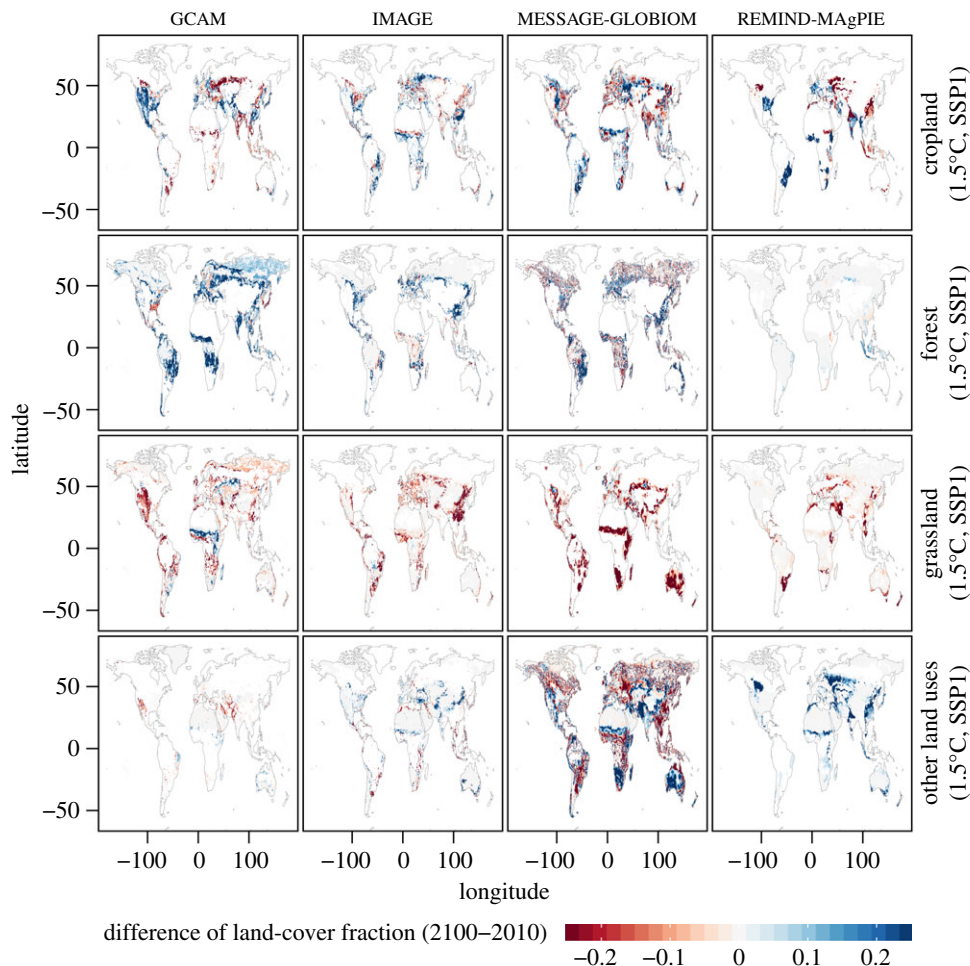 GCAM IMAGE MESSAGE-GLOBIOM REMIND-MAgPIE
50
0
−50
cropland
(1.5°C, SSP1)
50
0
−50
forest
(1.5°C, SSP1)
latitude
50
0
−50
grassland
(1.5°C, SSP1)
50
0
−50
other land uses
(1.5°C, SSP1)
−100 0 100 −100 0 100 −100 0 100 −100 0 100
longitude
difference of land-cover fraction (2100–2010)
−0.2 −0.1 0 0.1 0.2